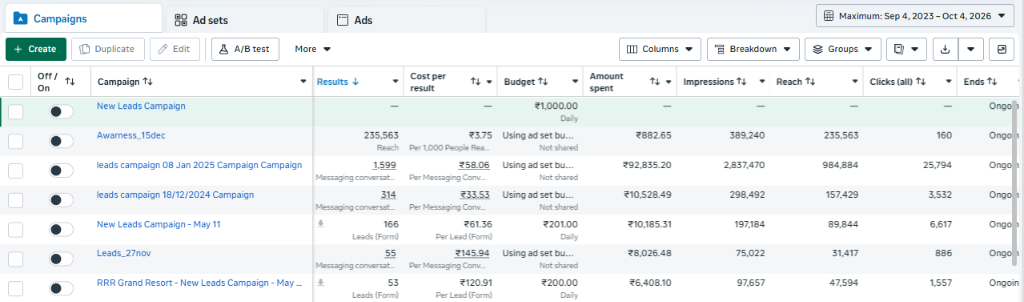 Campaigns
Ad sets
Ads
Maximum: Sep 4, 2023 – Oct 4, 2026
+ Create
Duplicate
Edit
A/B test
More
Columns
Breakdown
Groups
Off / On
Campaign
Results
Cost per result
Budget
Amount spent
Impressions
Reach
Clicks (all)
Ends
New Leads Campaign — — ₹1,000.00 — — — — Ongoin
Daily
Awarness_15dec 235,563 ₹3.75 Using ad set bu... ₹882.65 389,240 235,563 160 Ongoin
Reach Per 1,000 People Rea... Not shared
leads campaign 08 Jan 2025 Campaign Campaign 1,599 ₹58.06 Using ad set bu... ₹92,835.20 2,837,470 984,884 25,794 Ongoin
Messaging conversat... Per Messaging Conv... Not shared
leads campaign 18/12/2024 Campaign 314 ₹33.53 Using ad set bu... ₹10,528.49 298,492 157,429 3,532 Ongoin
Messaging conversat... Per Messaging Conv... Not shared
New Leads Campaign - May 11 166 ₹61.36 ₹201.00 ₹10,185.31 197,184 89,844 6,617 Ongoin
Leads (Form) Per Lead (Form) Daily
Leads_27nov 55 ₹145.94 Using ad set bu... ₹8,026.48 75,022 31,417 886 Ongoin
Messaging conversat... Per Messaging Conv... Not shared
RRR Grand Resort - New Leads Campaign - May ... 53 ₹120.91 ₹200.00 ₹6,408.10 97,657 47,594 1,557 Ongoin
Leads (Form) Per Lead (Form) Daily